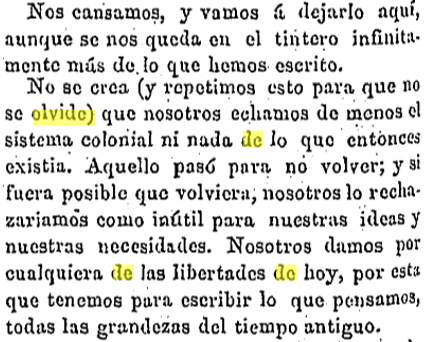 Nos cansamos, y vamos á dejarlo aquí,
aunque se nos queda en el tintero infinita-
mente más de lo que hemos escrito.
No se crea (y repetimos esto para que no
se olvide) que nosotros echamos de menos el
sistema colonial ni nada de lo que entónces
existia. Aquello pasó para no volver; y si
fuera posible que volviera, nosotros lo recha-
zariamos como inútil para nuestras ideas y
nuestras necesidades. Nosotros damos por
cualquiera de las libertades de hoy, por esta
que tenemos para escribir lo que pensamos,
todas las grandezas del tiempo antiguo.